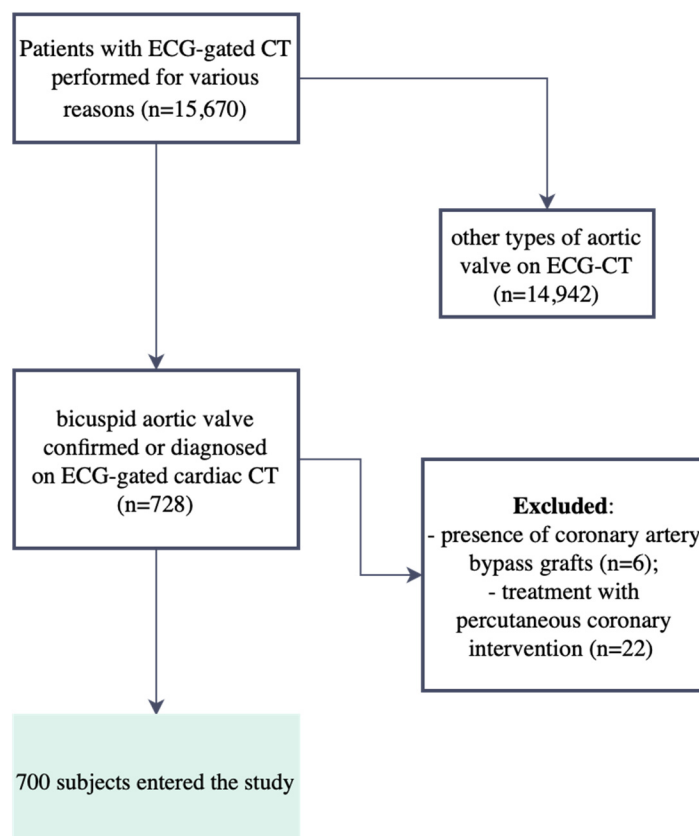 Patients with ECG-gated CT
performed for various
reasons (n=15,670)
other types of aortic
valve on ECG-CT
(n=14,942)
bicuspid aortic valve
confirmed or diagnosed
on ECG-gated cardiac CT
(n=728)
Excluded:
- presence of coronary artery
bypass grafts (n=6);
- treatment with
percutaneous coronary
intervention (n=22)
700 subjects entered the study